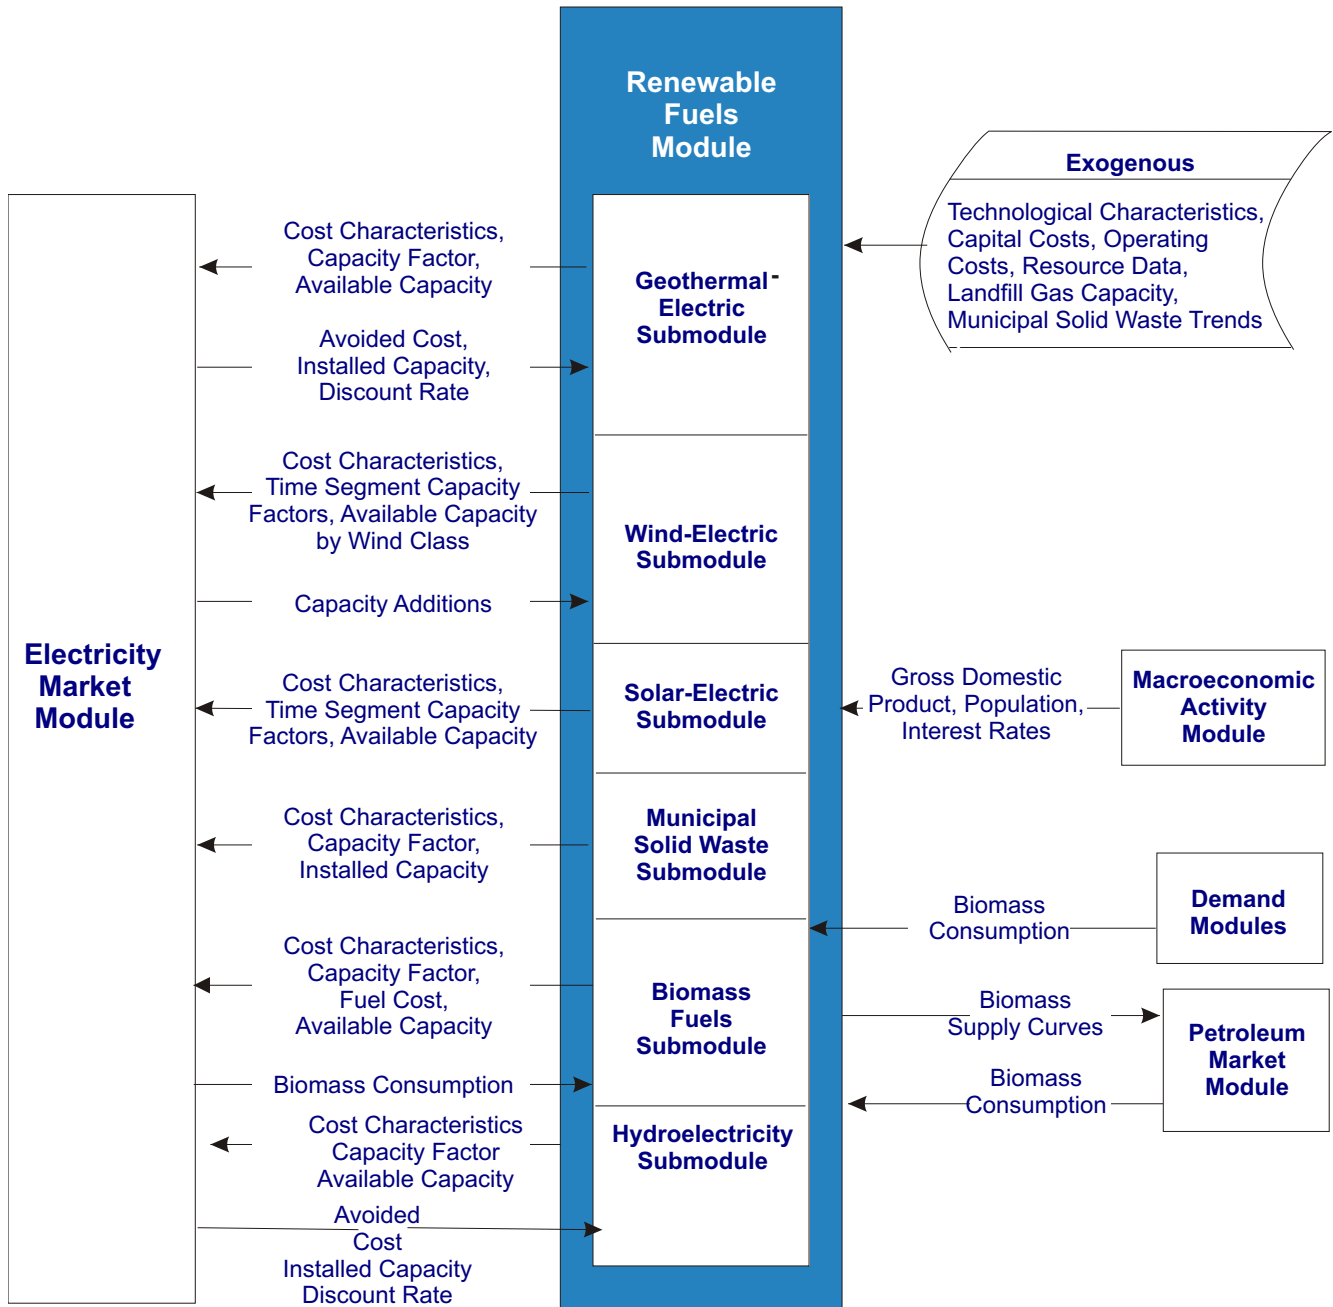 Renewable
Fuels
Module
Exogenous
Technological Characteristics,
Capital Costs, Operating
Costs, Resource Data,
Landfill Gas Capacity,
Municipal Solid Waste Trends
Cost Characteristics,
Capacity Factor,
Available Capacity
Geothermal-
Electric
Submodule
Avoided Cost,
Installed Capacity,
Discount Rate
Cost Characteristics,
Time Segment Capacity
Factors, Available Capacity
by Wind Class
Wind-Electric
Submodule
Capacity Additions
Electricity
Market
Module
Cost Characteristics,
Time Segment Capacity
Factors, Available Capacity
Solar-Electric
Submodule
Gross Domestic
Product, Population,
Interest Rates
Macroeconomic
Activity
Module
Cost Characteristics,
Capacity Factor,
Installed Capacity
Municipal
Solid Waste
Submodule
Biomass
Consumption
Demand
Modules
Cost Characteristics,
Capacity Factor,
Fuel Cost,
Available Capacity
Biomass
Fuels
Submodule
Biomass
Supply Curves
Petroleum
Market
Module
Biomass Consumption
Biomass
Consumption
Cost Characteristics
Capacity Factor
Available Capacity
Hydroelectricity
Submodule
Avoided
Cost
Installed Capacity
Discount Rate